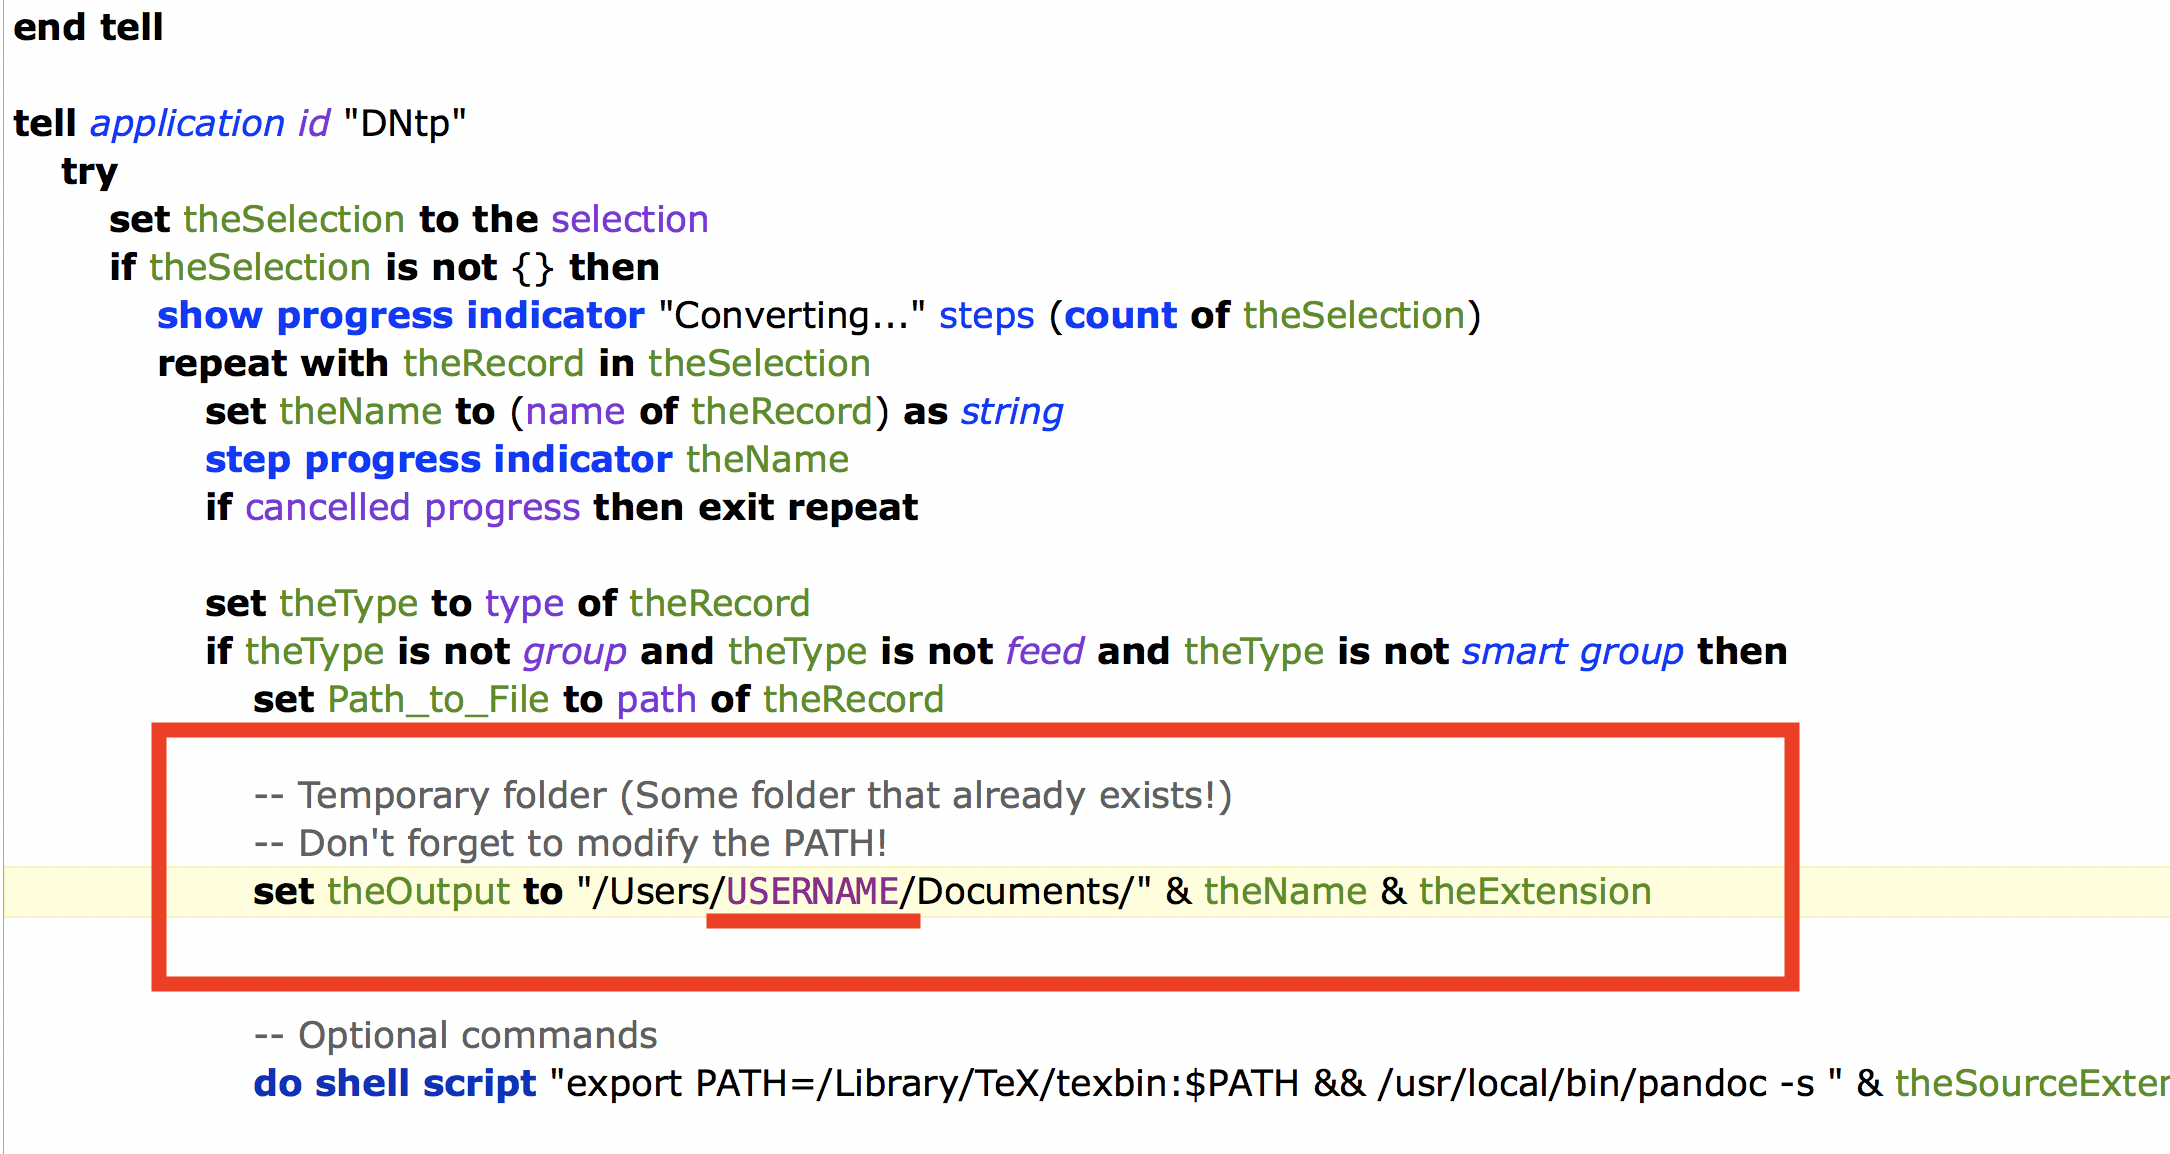 end tell
tell application id "DNtp"
try
set theSelection to the selection
if theSelection is not {} then
show progress indicator "Converting..." steps (count of theSelection)
repeat with theRecord in theSelection
set theName to (name of theRecord) as string
step progress indicator theName
if cancelled progress then exit repeat
set theType to type of theRecord
if theType is not group and theType is not feed and theType is not smart group then
set Path_to_File to path of theRecord
-- Temporary folder (Some folder that already exists!)
-- Don't forget to modify the PATH!
set theOutput to "/Users/USERNAME/Documents/" & theName & theExtension
-- Optional commands
do shell script "export PATH=/Library/TeX/texbin:$PATH && /usr/local/bin/pandoc -s " & theSourceExter